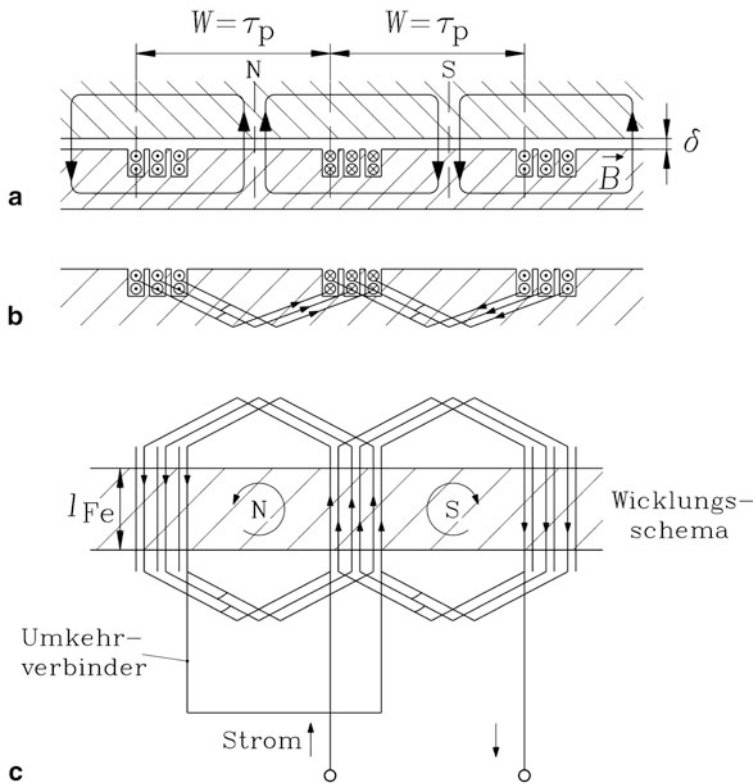 W=τp W=τp
N S
δ
B
a
b
lFe
N S
Wicklungs-
schema
Umkehr-
verbinder
Strom
c